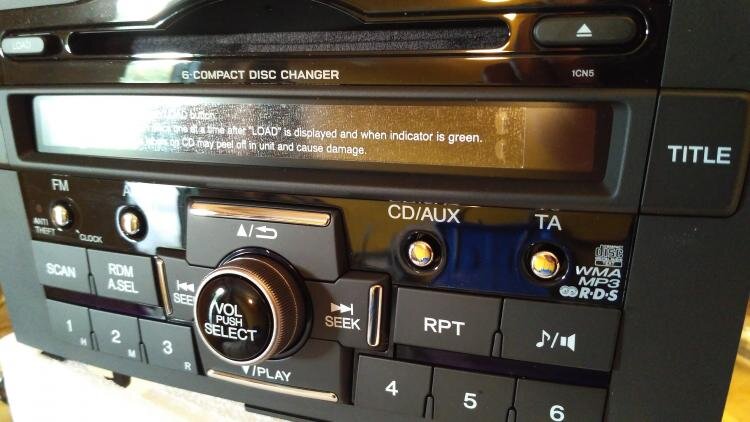 LOAD
6-COMPACT DISC CHANGER
1CN5
button.
one at a time after "LOAD" is displayed and when indicator is green.
on CD may peel off in unit and cause damage.
TITLE
FM
CD/AUX
TA
ANTI
THEFT
CLOCK
SCAN
RDM
A.SEL
SEEK
VOL
PUSH
SELECT
SEEK
/PLAY
RPT
disc
WMA
MP3
R·D·S
1 H
2 M
3 R
4
5
6